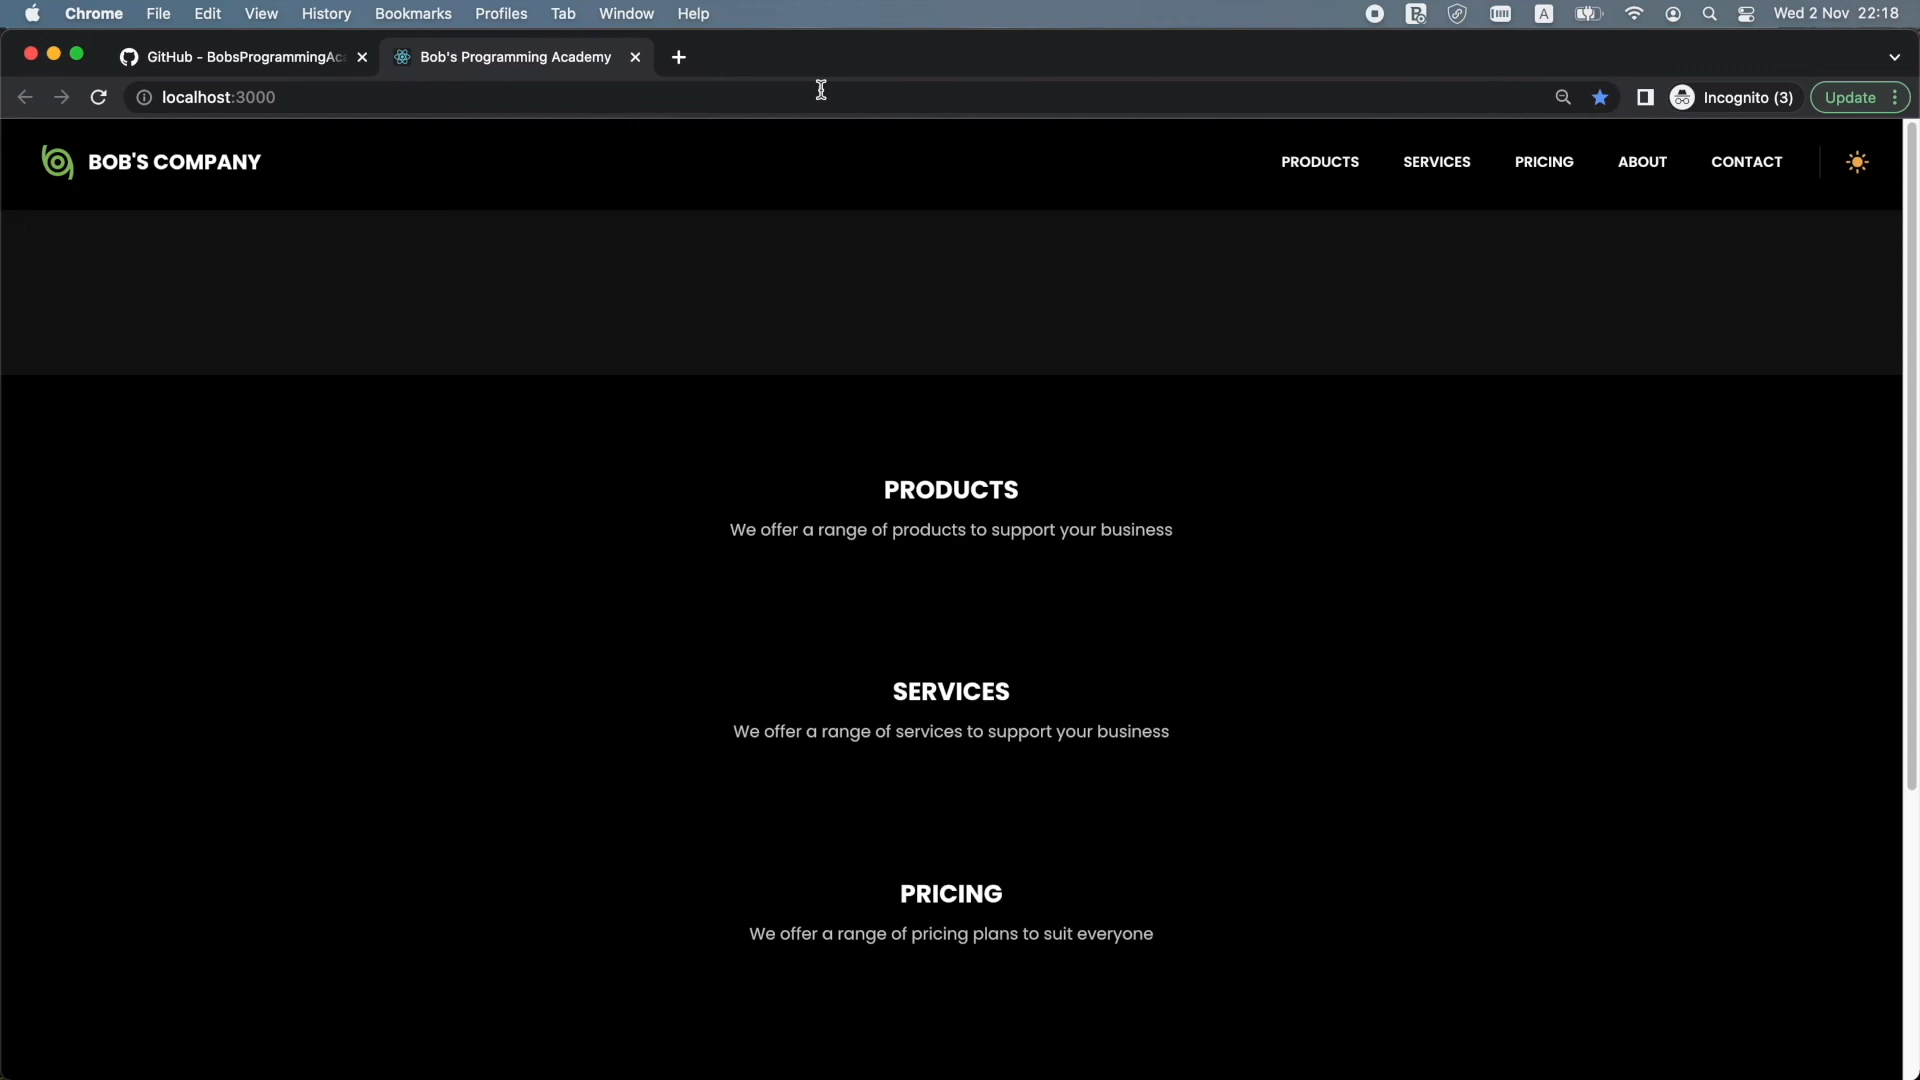 Chrome File Edit View History Bookmarks Profiles Tab Window Help A Wed 2 Nov 22:18
GitHub - BobsProgrammingAc Bob's Programming Academy
localhost:3000 Incognito (3) Update
BOB'S COMPANY PRODUCTS SERVICES PRICING ABOUT CONTACT
PRODUCTS
We offer a range of products to support your business
SERVICES
We offer a range of services to support your business
PRICING
We offer a range of pricing plans to suit everyone